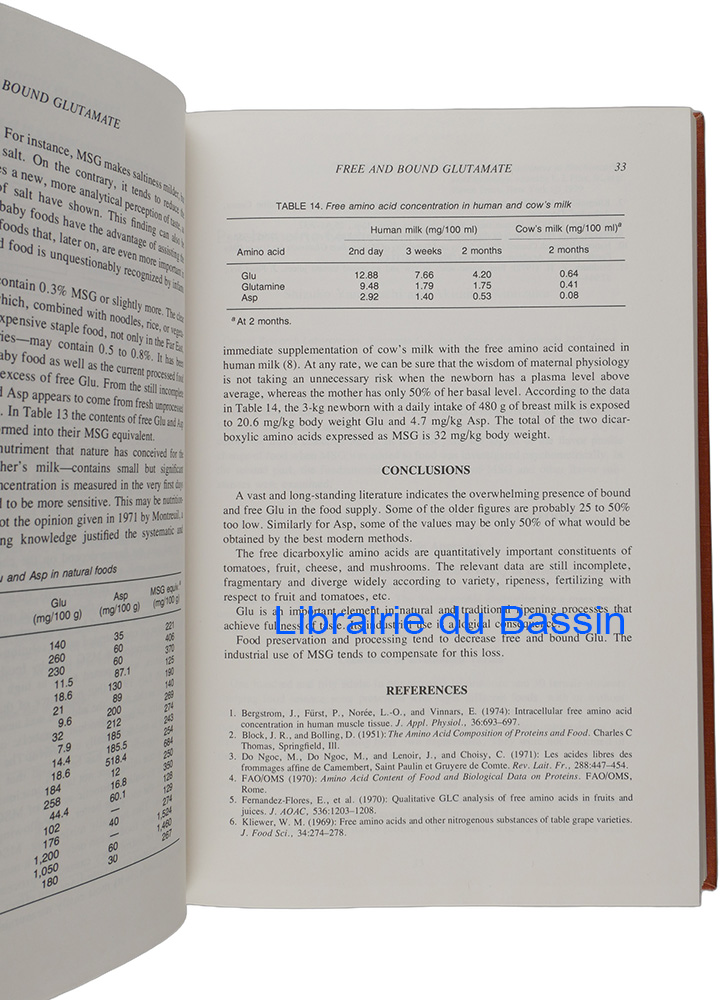 BOUND GLUTAMATE
For instance, MSG makes saltiness milder,
salt. On the contrary, it tends to reduce the
a new, more analytical perception of taste,
of salt have shown. This finding can also be
baby foods have the advantage of assisting the
foods that, later on, are even more important
food is unquestionably recognized by infants
contain 0.3% MSG or slightly more. The
which, combined with noodles, rice, or
expensive staple food, not only in the Far East,
may contain 0.5 to 0.8%. It has been
baby food as well as the current processed food
excess of free Glu. From the still incomplete
Asp appears to come from fresh unprocessed
. In Table 13 the contents of free Glu and Asp
formed into their MSG equivalent.
nutriment that nature has conceived for the
milk—contains small but significant
concentration is measured in the very first days
to be more sensitive. This may be
not the opinion given in 1971 by Montreuil,
knowledge justified the systematic and
and Asp in natural foods
Glu Asp MSG equiv.
(mg/100 g) (mg/100 g) (mg/100 g)
221
140 35 406
260 60 370
230 60 125
11.5 87.1 190
18.6 130 140
21 89 269
9.6 200 274
32 212 243
7.9 185 254
14.4 185.5 684
18.6 518.4 250
184 12 350
258 16.8 128
44.4 60.1 129
102 — 274
176 40 1,524
1,200 — 1,460
1,050 60 267
180 30
FREE AND BOUND GLUTAMATE 33
TABLE 14. Free amino acid concentration in human and cow's milk
Human milk (mg/100 ml) Cow's milk (mg/100 ml)a
Amino acid 2nd day 3 weeks 2 months 2 months
Glu 12.88 7.66 4.20 0.64
Glutamine 9.48 1.79 1.75 0.41
Asp 2.92 1.40 0.53 0.08
aAt 2 months.
immediate supplementation of cow's milk with the free amino acid contained in
human milk (8). At any rate, we can be sure that the wisdom of maternal physiology
is not taking an unnecessary risk when the newborn has a plasma level above
average, whereas the mother has only 50% of her basal level. According to the data
in Table 14, the 3-kg newborn with a daily intake of 480 g of breast milk is exposed
to 20.6 mg/kg body weight Glu and 4.7 mg/kg Asp. The total of the two dicar-
boxylic amino acids expressed as MSG is 32 mg/kg body weight.
CONCLUSIONS
A vast and long-standing literature indicates the overwhelming presence of bound
and free Glu in the food supply. Some of the older figures are probably 25 to 50%
too low. Similarly for Asp, some of the values may be only 50% of what would be
obtained by the best modern methods.
The free dicarboxylic amino acids are quantitatively important constituents of
tomatoes, fruit, cheese, and mushrooms. The relevant data are still incomplete,
fragmentary and diverge widely according to variety, ripeness, fertilizing with
respect to fruit and tomatoes, etc.
Glu is an important element in natural and traditional ripening processes that
achieve fullness of taste. Its industrial use is a logical consequence.
Librairie du Bassin
Food preservation and processing tend to decrease free and bound Glu. The
industrial use of MSG tends to compensate for this loss.
REFERENCES
1. Bergstrom, J., Fürst, P., Norée, L.-O., and Vinnars, E. (1974): Intracellular free amino acid
concentration in human muscle tissue. J. Appl. Physiol., 36:693–697.
2. Block, J. R., and Bolling, D. (1951): The Amino Acid Composition of Proteins and Food. Charles C
Thomas, Springfield, Ill.
3. Do Ngoc, M., Do Ngoc, M., and Lenoir, J., and Choisy, C. (1971): Les acides libres des
frommages affine de Camembert, Saint Paulin et Gruyere de Comte. Rev. Lait. Fr., 288:447–454.
4. FAO/OMS (1970): Amino Acid Content of Food and Biological Data on Proteins. FAO/OMS,
Rome.
5. Fernandez-Flores, E., et al. (1970): Qualitative GLC analysis of free amino acids in fruits and
juices. J. AOAC, 536:1203–1208.
6. Kliewer, W. M. (1969): Free amino acids and other nitrogenous substances of table grape varieties.
J. Food Sci., 34:274–278.